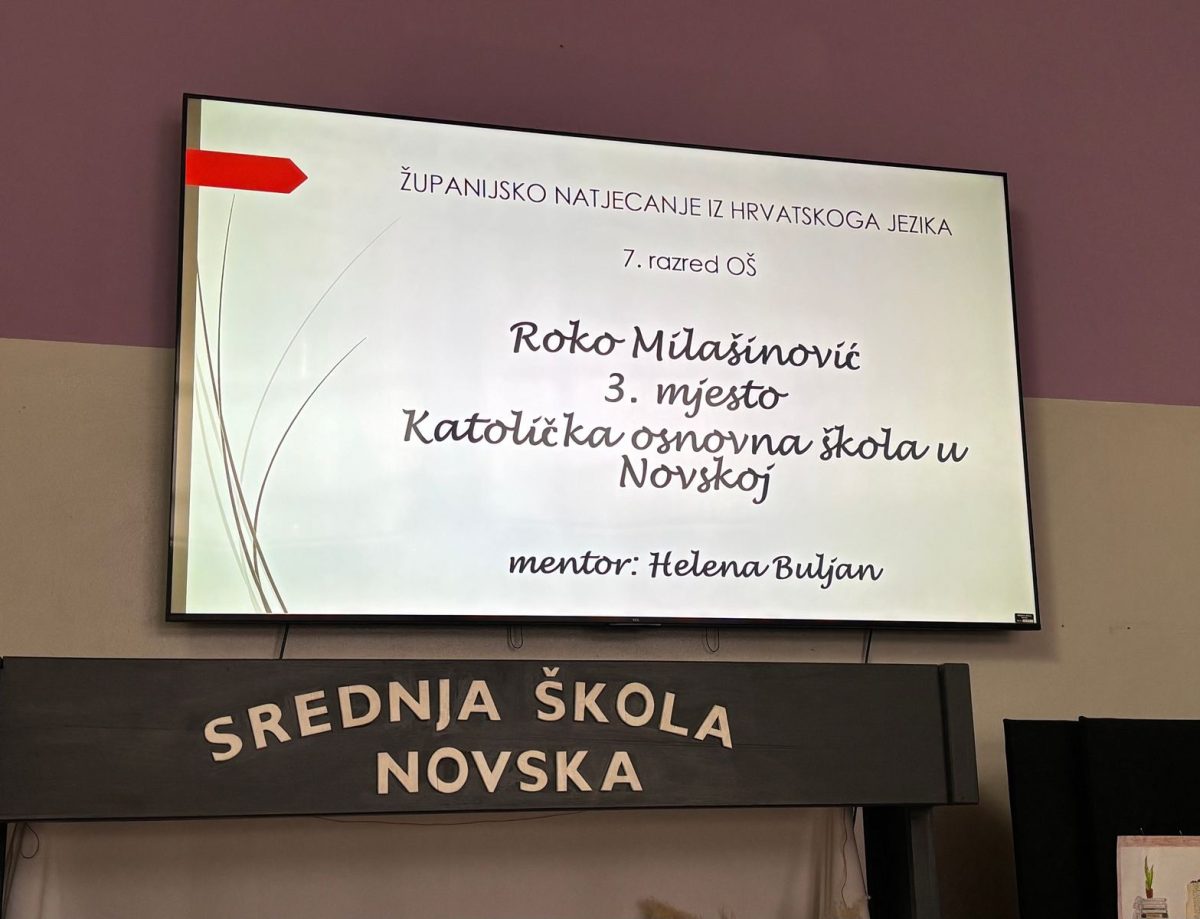 ŽUPANIJSKO NATJECANJE IZ HRVATSKOGA JEZIKA
7. razred OŠ
Roko Milašinović
3. mjesto
Katolička osnovna škola u
Novskoj
mentor: Helena Buljan
TCL
SREDNJA ŠKOLA
NOVSKA